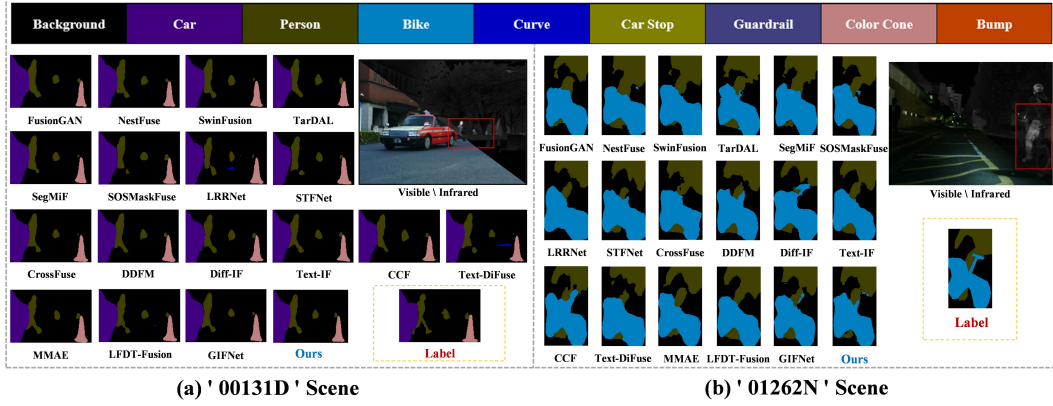 Background Car Person Bike Curve Car Stop Guardrail Color Cone Bump
FusionGAN NestFuse SwinFusion TarDAL
SegMiF SOSMaskFuse LRRNet STFNet
Visible \ Infrared
CrossFuse DDFM Diff-IF Text-IF CCF Text-DiFuse
MMAE LFDT-Fusion GIFNet Ours Label
(a) ' 00131D ' Scene
FusionGAN NestFuse SwinFusion TarDAL SegMiF SOSMaskFuse
Visible \ Infrared
LRRNet STFNet CrossFuse DDFM Diff-IF Text-IF
Label
CCF Text-DiFuse MMAE LFDT-Fusion GIFNet Ours
(b) ' 01262N ' Scene